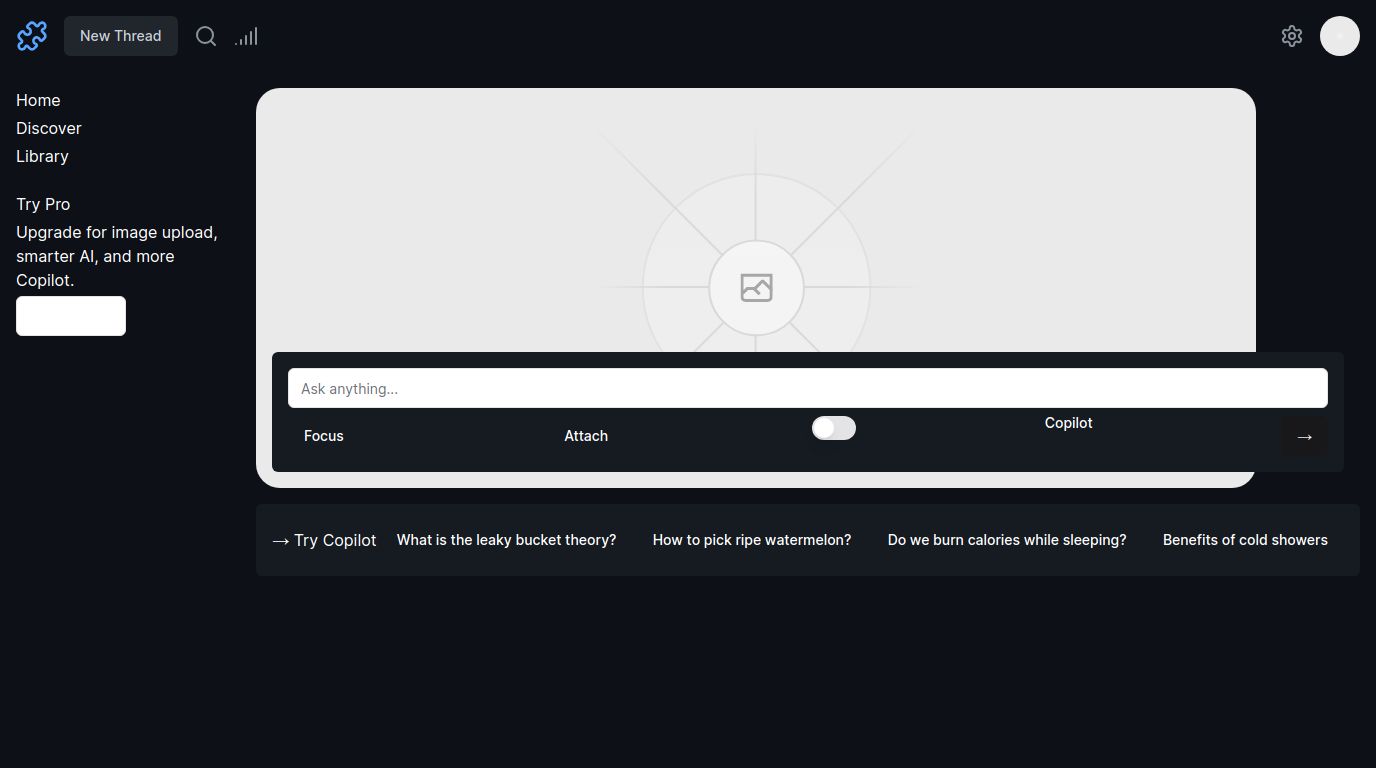 New Thread
Home
Discover
Library
Try Pro
Upgrade for image upload,
smarter AI, and more
Copilot.
Ask anything...
Focus
Attach
Copilot
→
→ Try Copilot
What is the leaky bucket theory?
How to pick ripe watermelon?
Do we burn calories while sleeping?
Benefits of cold showers